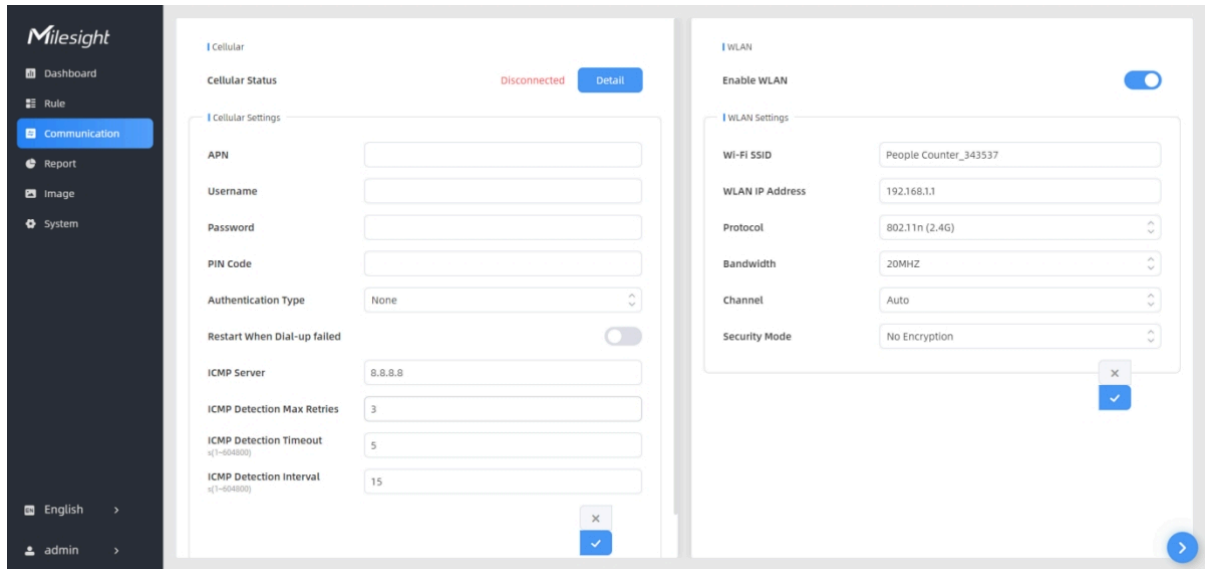 Milesight
Dashboard
Rule
Communication
Report
Image
System
EN English
admin
Cellular
Cellular Status Disconnected Detail
Cellular Settings
APN
Username
Password
PIN Code
Authentication Type None
Restart When Dial-up failed
ICMP Server 8.8.8.8
ICMP Detection Max Retries 3
ICMP Detection Timeout 5
s(1~604800)
ICMP Detection Interval 15
s(1~604800)
WLAN
Enable WLAN
WLAN Settings
Wi-Fi SSID People Counter_343537
WLAN IP Address 192.168.1.1
Protocol 802.11n (2.4G)
Bandwidth 20MHZ
Channel Auto
Security Mode No Encryption